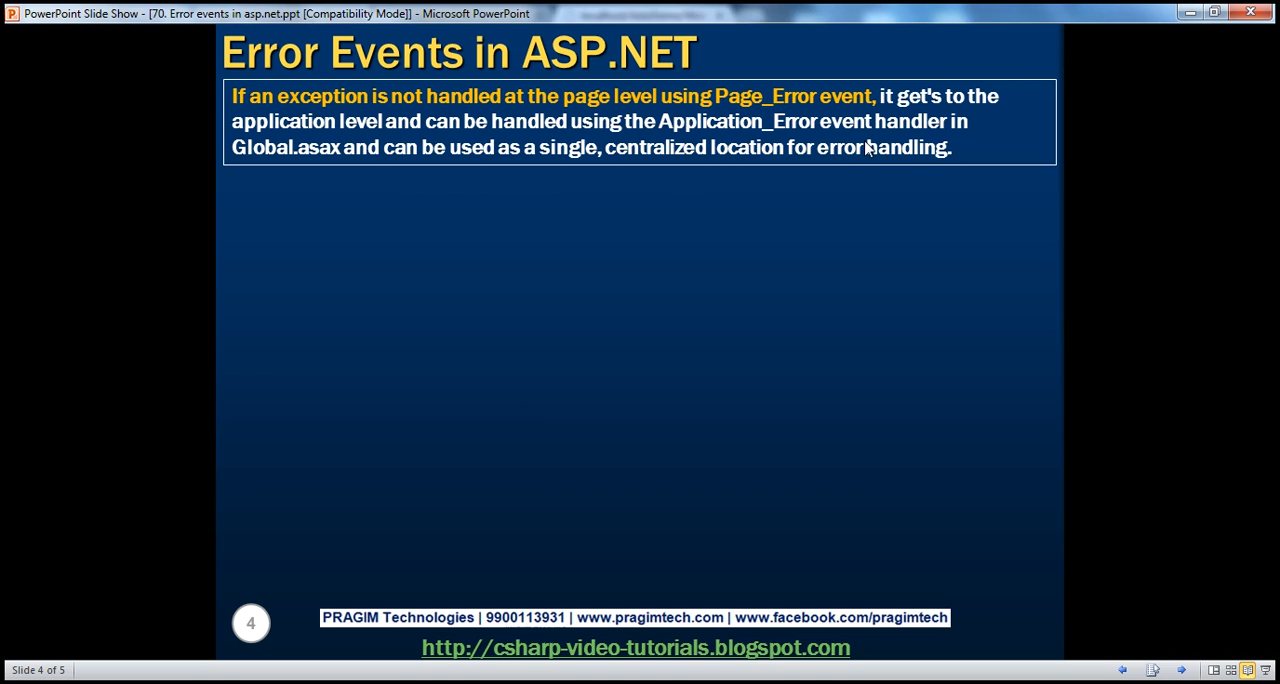 PowerPoint Slide Show - [70. Error events in asp.net.ppt [Compatibility Mode]] - Microsoft PowerPoint
Error Events in ASP.NET
If an exception is not handled at the page level using Page_Error event, it get's to the
application level and can be handled using the Application_Error event handler in
Global.asax and can be used as a single, centralized location for error handling.
4
PRAGIM Technologies | 9900113931 | www.pragimtech.com | www.facebook.com/pragimtech
http://csharp-video-tutorials.blogspot.com
Slide 4 of 5